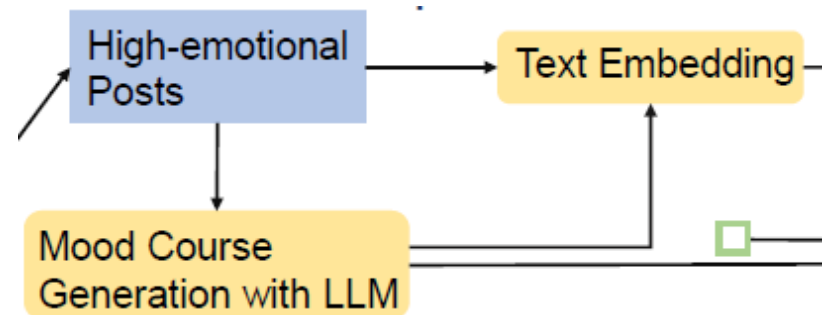 High-emotional
Posts
Text Embedding
Mood Course
Generation with LLM